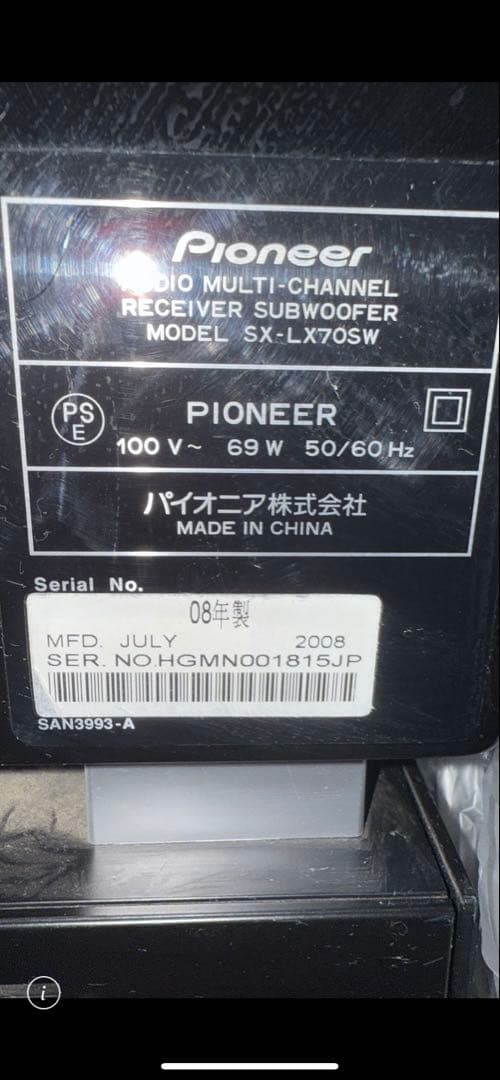 Pioneer
MULTI-CHANNEL
RECEIVER SUBWOOFER
MODEL SX-LX70SW
PS
E
PIONEER
100 V~ 69 W 50/60 Hz
パイオニア株式会社
MADE IN CHINA
Serial No.
08年製
MFD. JULY 2008
SER. NO.HGMN001815JP
SAN3993-A
i